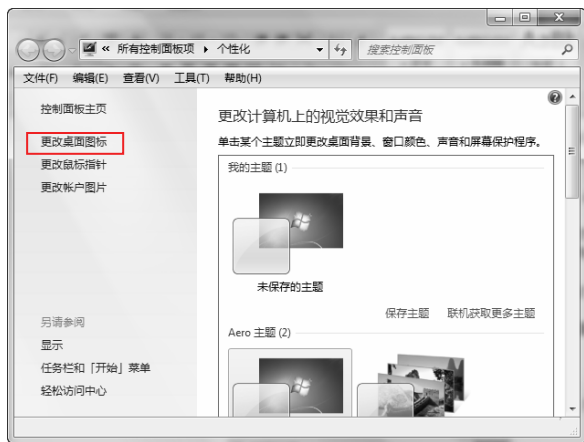 « 所有控制面板项 ▸ 个性化
搜索控制面板
文件(F) 编辑(E) 查看(V) 工具(T) 帮助(H)
控制面板主页
更改桌面图标
更改鼠标指针
更改帐户图片
另请参阅
显示
任务栏和「开始」菜单
轻松访问中心
更改计算机上的视觉效果和声音
单击某个主题立即更改桌面背景、窗口颜色、声音和屏幕保护程序。
我的主题 (1)
未保存的主题
保存主题 联机获取更多主题
Aero 主题 (2)